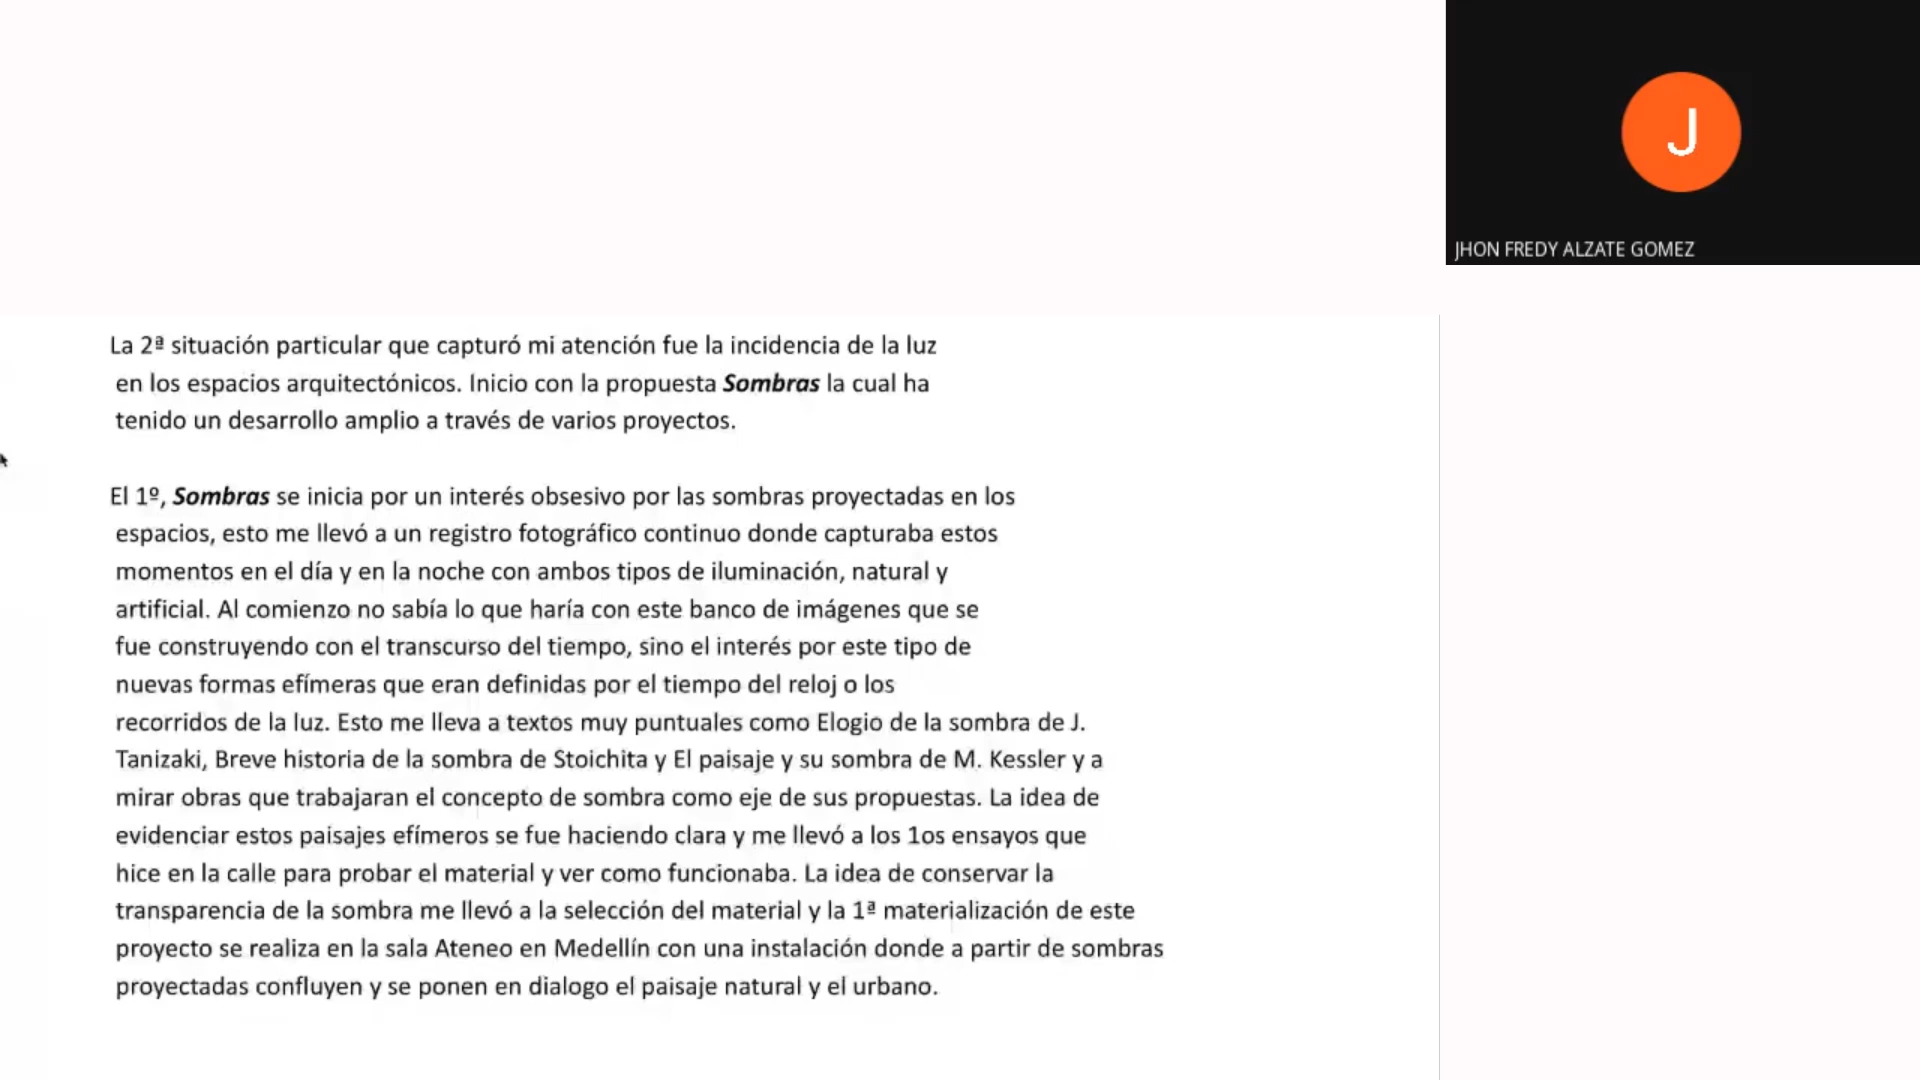 J
JHON FREDY ALZATE GOMEZ
La 2ª situación particular que capturó mi atención fue la incidencia de la luz
en los espacios arquitectónicos. Inicio con la propuesta Sombras la cual ha
tenido un desarrollo amplio a través de varios proyectos.
El 1º, Sombras se inicia por un interés obsesivo por las sombras proyectadas en los
espacios, esto me llevó a un registro fotográfico continuo donde capturaba estos
momentos en el día y en la noche con ambos tipos de iluminación, natural y
artificial. Al comienzo no sabía lo que haría con este banco de imágenes que se
fue construyendo con el transcurso del tiempo, sino el interés por este tipo de
nuevas formas efímeras que eran definidas por el tiempo del reloj o los
recorridos de la luz. Esto me lleva a textos muy puntuales como Elogio de la sombra de J.
Tanizaki, Breve historia de la sombra de Stoichita y El paisaje y su sombra de M. Kessler y a
mirar obras que trabajaran el concepto de sombra como eje de sus propuestas. La idea de
evidenciar estos paisajes efímeros se fue haciendo clara y me llevó a los 1os ensayos que
hice en la calle para probar el material y ver como funcionaba. La idea de conservar la
transparencia de la sombra me llevó a la selección del material y la 1ª materialización de este
proyecto se realiza en la sala Ateneo en Medellín con una instalación donde a partir de sombras
proyectadas confluyen y se ponen en dialogo el paisaje natural y el urbano.